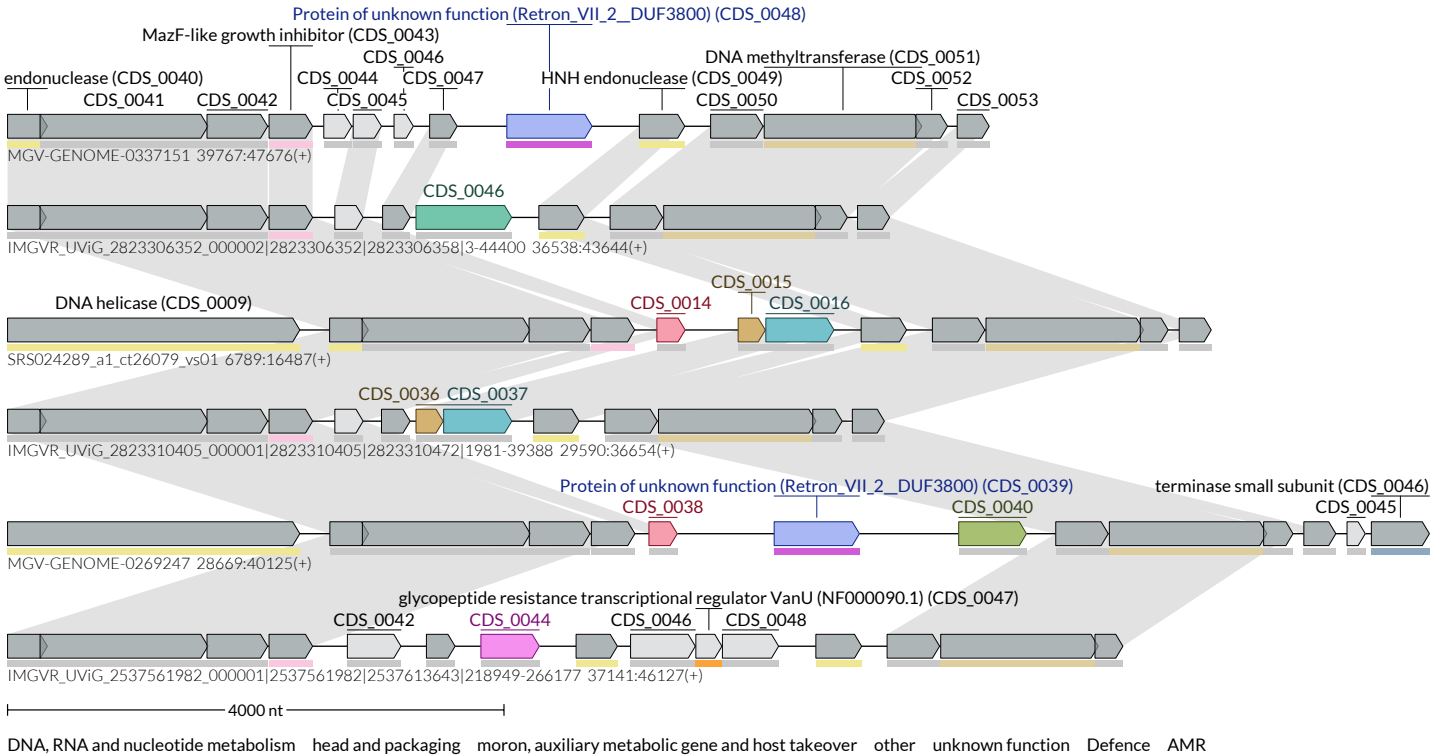 Protein of unknown function (Retron_VII_2__DUF3800) (CDS_0048)
MazF-like growth inhibitor (CDS_0043)
CDS_0046
DNA methyltransferase (CDS_0051)
endonuclease (CDS_0040)
CDS_0044
CDS_0047
HNH endonuclease (CDS_0049)
CDS_0052
CDS_0041
CDS_0042
CDS_0045
CDS_0050
CDS_0053
MGV-GENOME-0337151 39767:47676(+)
CDS_0046
IMGVR_UViG_2823306352_000002|2823306352|2823306358|3-44400 36538:43644(+)
CDS_0015
DNA helicase (CDS_0009)
CDS_0014
CDS_0016
SRS024289_a1_ct26079_vs01 6789:16487(+)
CDS_0036
CDS_0037
IMGVR_UViG_2823310405_000001|2823310405|2823310472|1981-39388 29590:36654(+)
Protein of unknown function (Retron_VII_2__DUF3800) (CDS_0039)
terminase small subunit (CDS_0046)
CDS_0038
CDS_0040
CDS_0045
MGV-GENOME-0269247 28669:40125(+)
glycopeptide resistance transcriptional regulator VanU (NF000090.1) (CDS_0047)
CDS_0042
CDS_0044
CDS_0046
CDS_0048
IMGVR_UViG_2537561982_000001|2537561982|2537613643|218949-266177 37141:46127(+)
4000 nt
DNA, RNA and nucleotide metabolism head and packaging moron, auxiliary metabolic gene and host takeover other unknown function Defence AMR